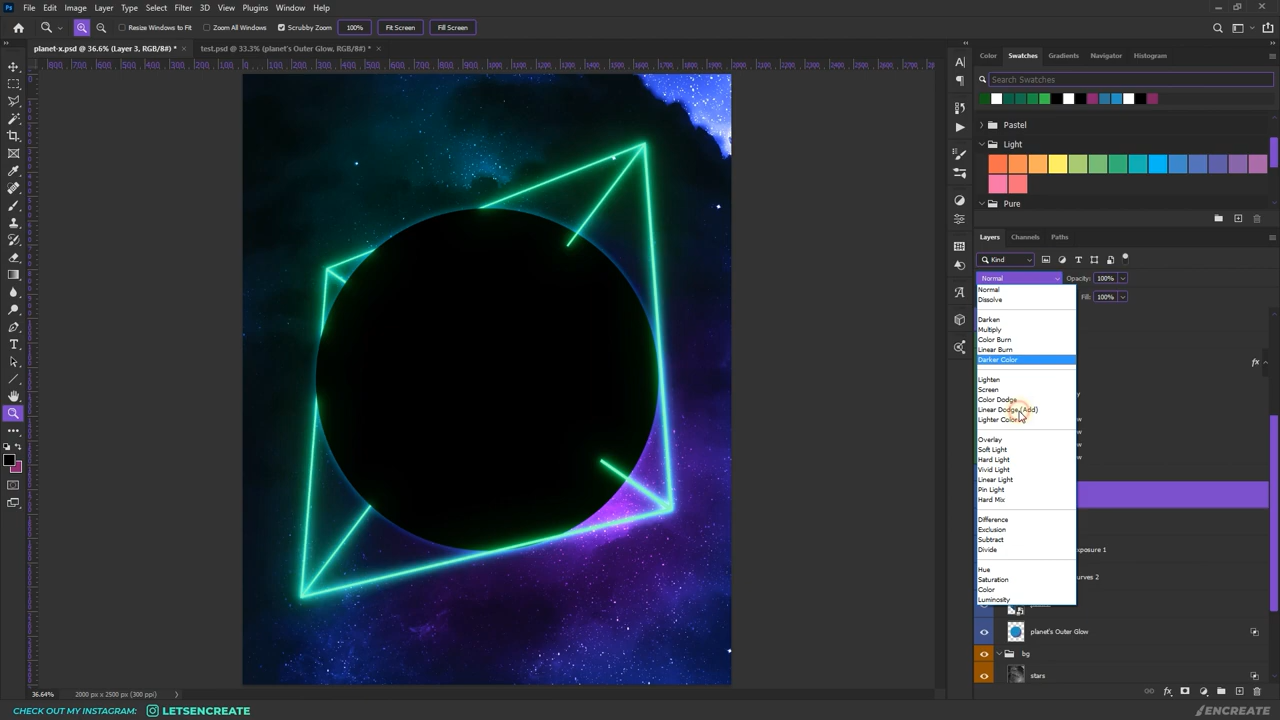 Ps File Edit Image Layer Type Select Filter 3D View Plugins Window Help
Resize Windows to Fit Zoom All Windows Scrubby Zoom 100% Fit Screen Fill Screen
planet-x.psd @ 36.6% (Layer 3, RGB/8#) * × test.psd @ 33.3% (planet's Outer Glow, RGB/8#) * ×
Color Swatches Gradients Navigator Histogram
Search Swatches
Pastel
Light
Pure
Layers Channels Paths
Kind
Normal Opacity: 100%
Fill: 100%
Normal
Dissolve
Darken
Multiply
Color Burn
Linear Burn
Darker Color
Lighten
Screen
Color Dodge
Linear Dodge (Add)
Lighter Color
Overlay
Soft Light
Hard Light
Vivid Light
Linear Light
Pin Light
Hard Mix
Difference
Exclusion
Subtract
Divide
Hue
Saturation
Color
Luminosity
fx
xposure 1
urves 2
planet's Outer Glow
bg
stars
36.64% 2000 px x 2500 px (300 ppi)
CHECK OUT MY INSTAGRAM: LETSENCREATE
ENCREATE